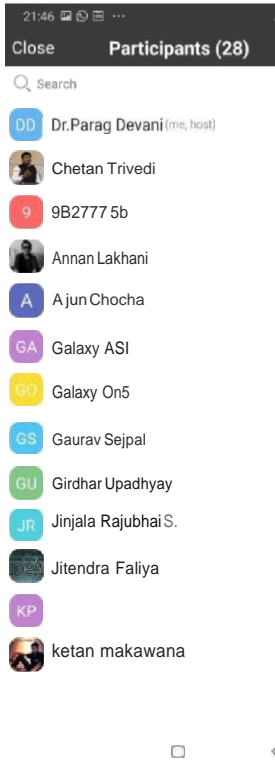 21:46
Close Participants (28)
Search
DD Dr.Parag Devani (me, host)
Chetan Trivedi
9 9B2777 5b
Annan Lakhani
A A jun Chocha
GA Galaxy ASI
GO Galaxy On5
GS Gaurav Sejpal
GU Girdhar Upadhyay
JR Jinjala Rajubhai S.
Jitendra Faliya
KP
ketan makawana